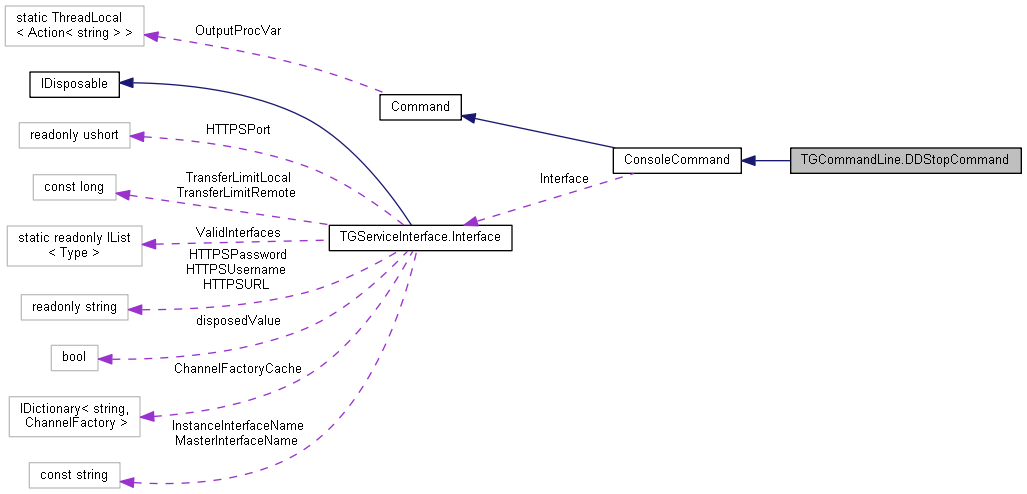 static ThreadLocal
< Action< string > >
OutputProcVar
IDisposable
Command
readonly ushort
HTTPSPort
ConsoleCommand
TGCommandLine.DDStopCommand
const long
TransferLimitLocal
TransferLimitRemote
Interface
static readonly IList
< Type >
ValidInterfaces
TGServiceInterface.Interface
HTTPSPassword
HTTPSUsername
HTTPSURL
readonly string
disposedValue
bool
ChannelFactoryCache
IDictionary< string,
ChannelFactory >
InstanceInterfaceName
MasterInterfaceName
const string